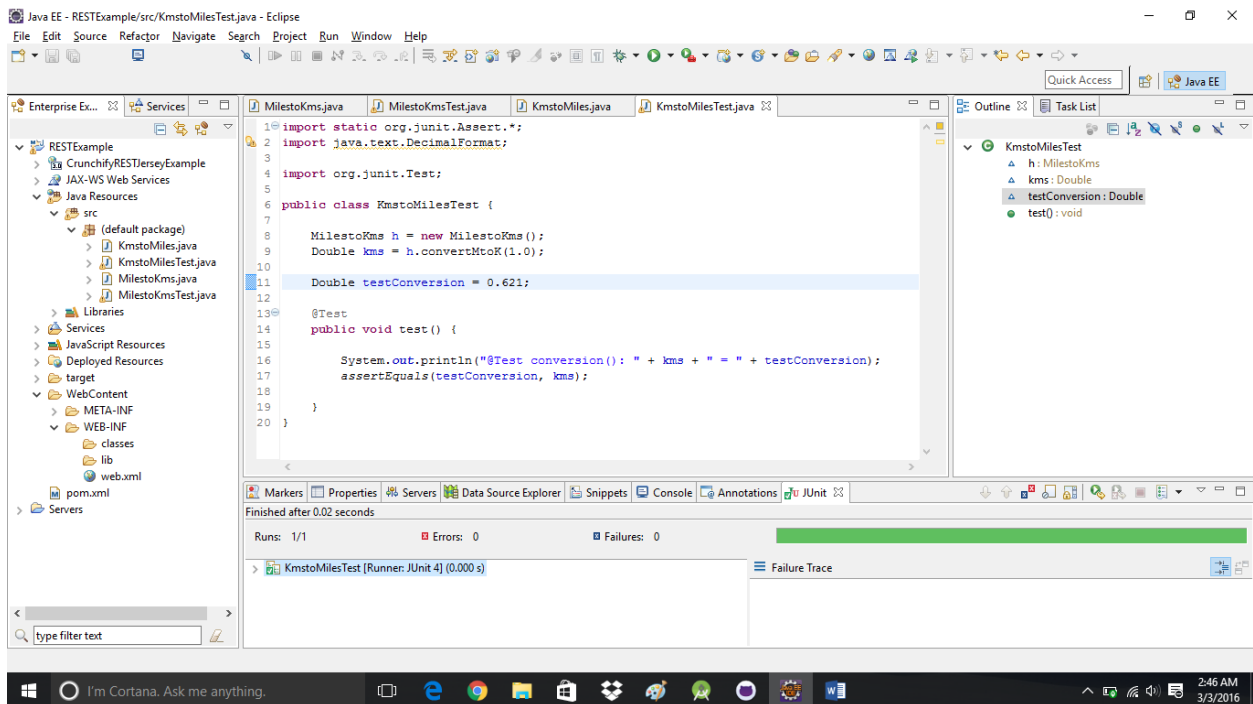 Java EE - RESTExample/src/KmstoMilesTest.java - Eclipse
File Edit Source Refactor Navigate Search Project Run Window Help
Quick Access
Java EE
Enterprise Ex...
Services
RESTExample
CrunchifyRESTJerseyExample
JAX-WS Web Services
Java Resources
src
(default package)
KmstoMiles.java
KmstoMilesTest.java
MilestoKms.java
MilestoKmsTest.java
Libraries
Services
JavaScript Resources
Deployed Resources
target
WebContent
META-INF
WEB-INF
classes
lib
web.xml
pom.xml
Servers
type filter text
MilestoKms.java MilestoKmsTest.java KmstoMiles.java KmstoMilesTest.java
1 import static org.junit.Assert.*;
2 import java.text.DecimalFormat;
3
4 import org.junit.Test;
5
6 public class KmstoMilesTest {
7
8 MilestoKms h = new MilestoKms();
9 Double kms = h.convertMtoK(1.0);
10
11 Double testConversion = 0.621;
12
13 @Test
14 public void test() {
15
16 System.out.println("@Test conversion(): " + kms + " = " + testConversion);
17 assertEquals(testConversion, kms);
18
19 }
20 }
Outline Task List
KmstoMilesTest
h : MilestoKms
kms : Double
testConversion : Double
test() : void
Markers Properties Servers Data Source Explorer Snippets Console Annotations JUnit
Finished after 0.02 seconds
Runs: 1/1 Errors: 0 Failures: 0
KmstoMilesTest [Runner: JUnit 4] (0.000 s)
Failure Trace
I'm Cortana. Ask me anything.
2:46 AM
3/3/2016